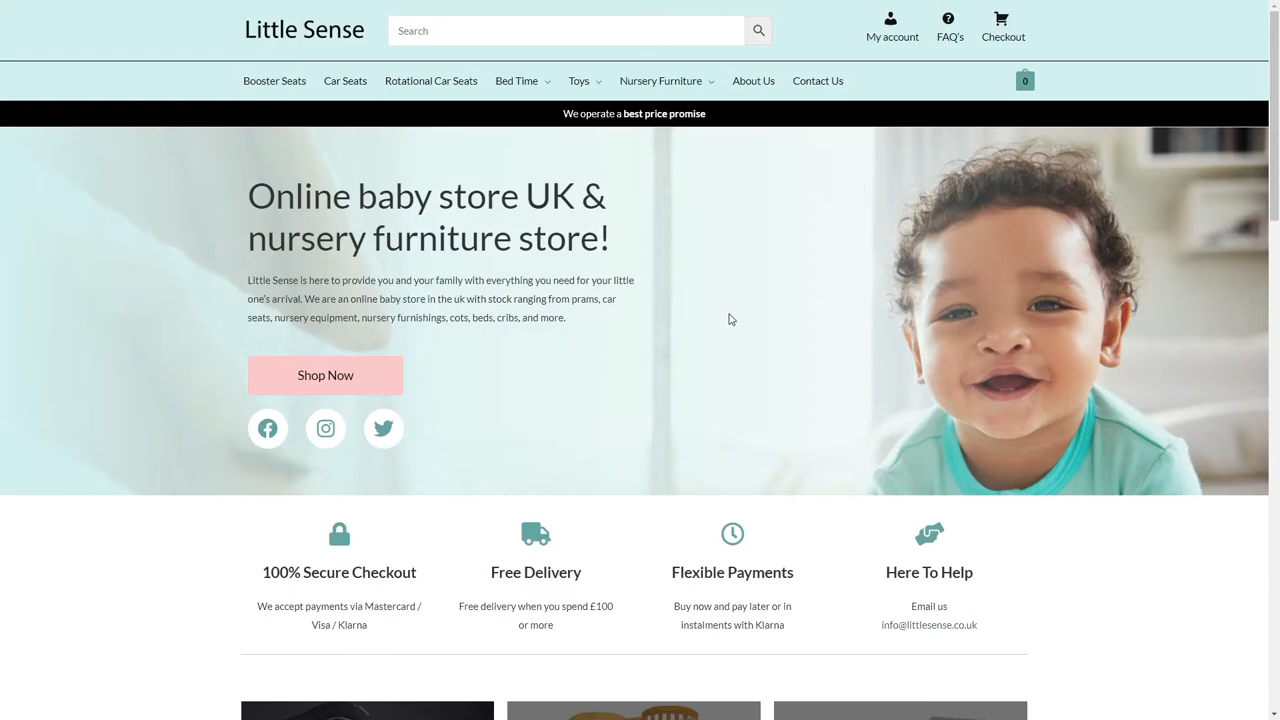 Little Sense
Search
My account
FAQ's
Checkout
Booster Seats
Car Seats
Rotational Car Seats
Bed Time
Toys
Nursery Furniture
About Us
Contact Us
0
We operate a best price promise
Online baby store UK &
nursery furniture store!
Little Sense is here to provide you and your family with everything you need for your little
one's arrival. We are an online baby store in the uk with stock ranging from prams, car
seats, nursery equipment, nursery furnishings, cots, beds, cribs, and more.
Shop Now
100% Secure Checkout
We accept payments via Mastercard /
Visa / Klarna
Free Delivery
Free delivery when you spend £100
or more
Flexible Payments
Buy now and pay later or in
instalments with Klarna
Here To Help
Email us
info@littlesense.co.uk